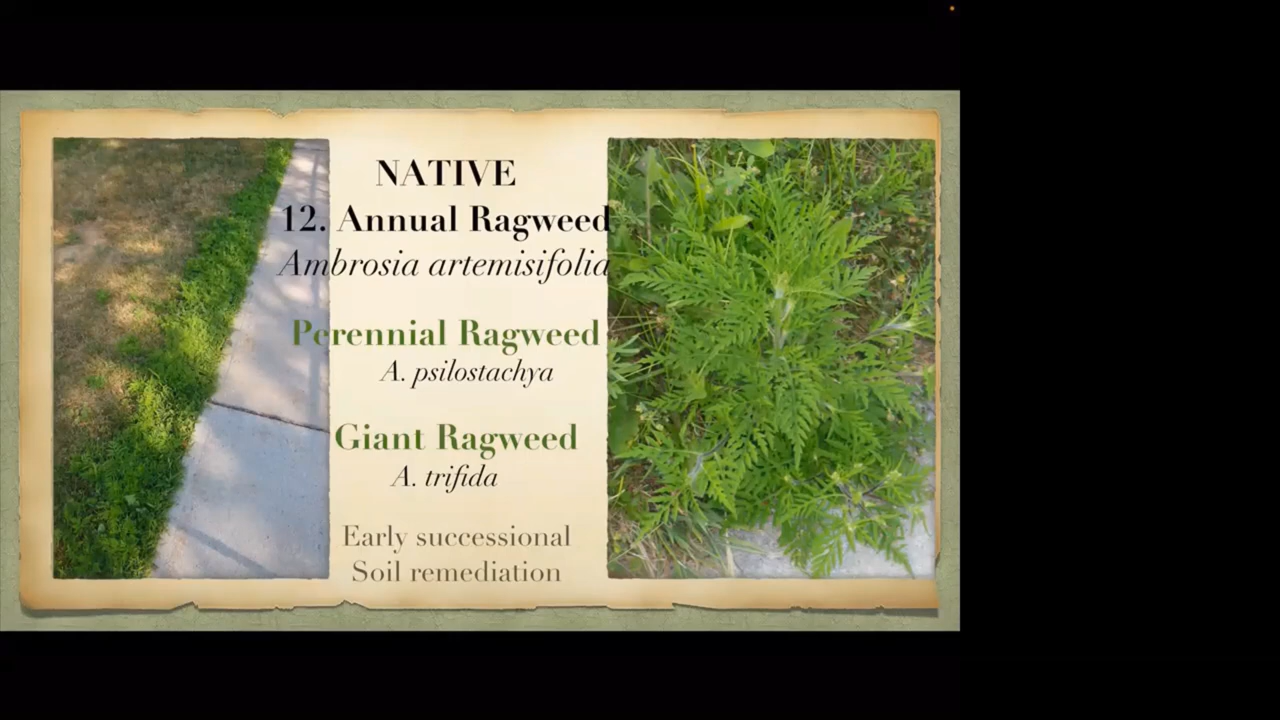 NATIVE
12. Annual Ragweed
Ambrosia artemisifolia
Perennial Ragweed
A. psilostachya
Giant Ragweed
A. trifida
Early successional
Soil remediation